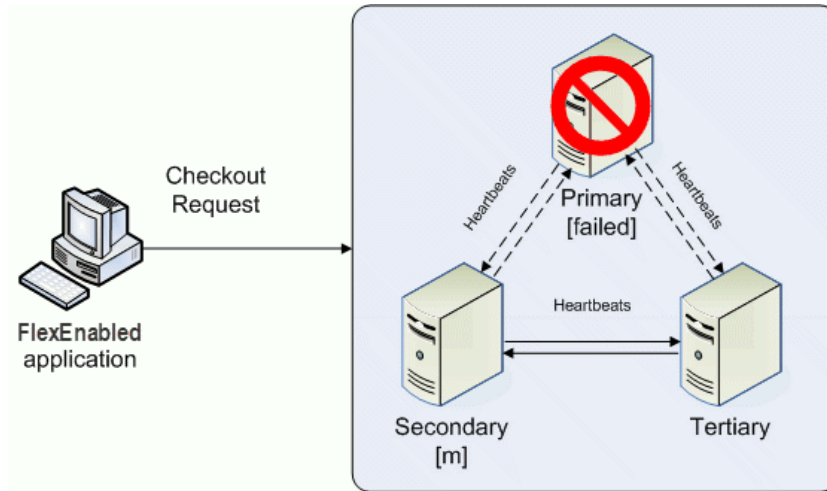 Checkout
Request
FlexEnabled
application
Primary
[failed]
Heartbeats
Heartbeats
Heartbeats
Secondary
[m]
Tertiary